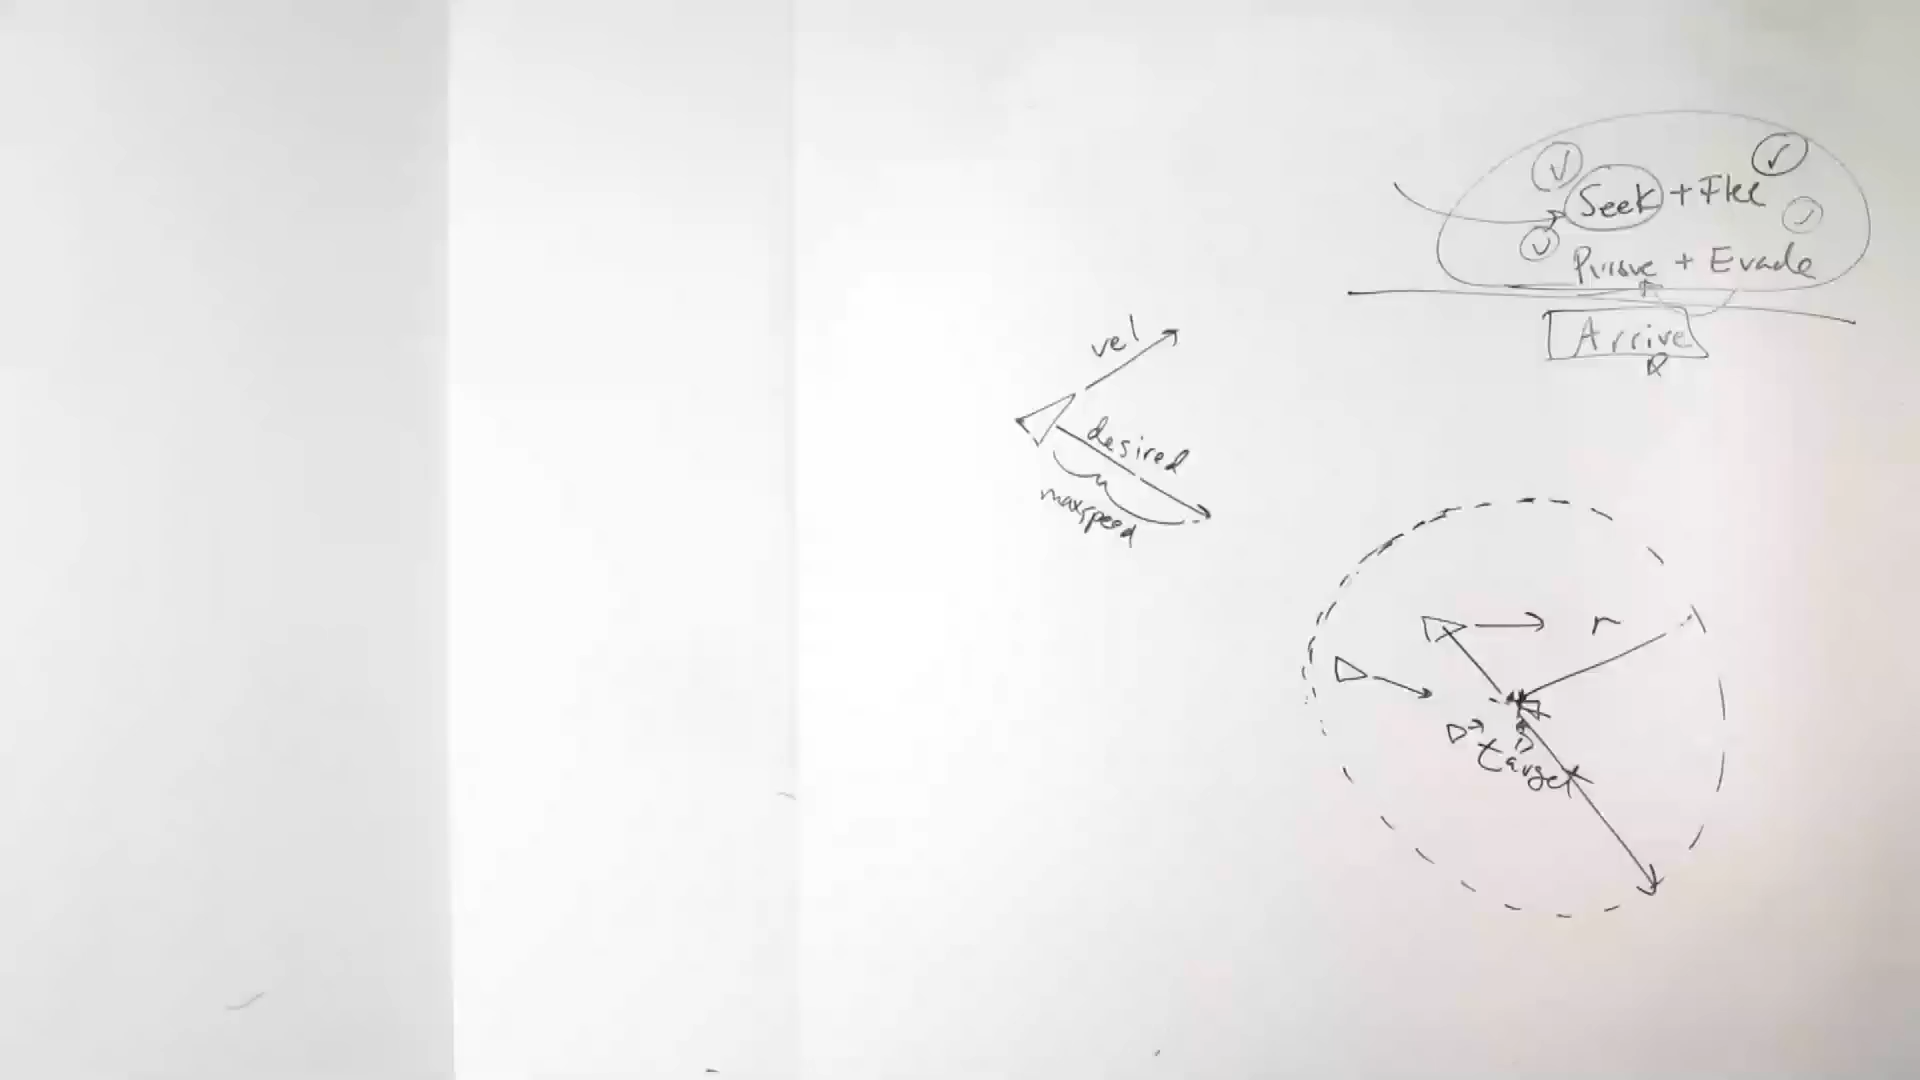 Seek + Flee
Pursue + Evade
Arrive
vel
desired
maxspeed
r
target